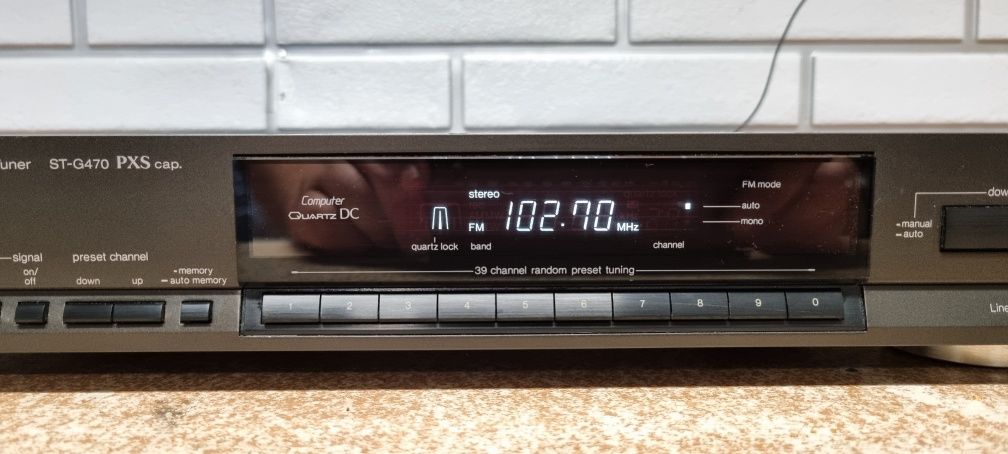 uner ST-G470 PXS cap.
Computer
QUARTZ DC
stereo
FM 102.70 MHz
quartz lock band channel
FM mode
auto
mono
39 channel random preset tuning
signal
on/
off
preset channel
down up
-memory
-auto memory
1 2 3 4 5 6 7 8 9 0
dow
-manual
-auto
Line